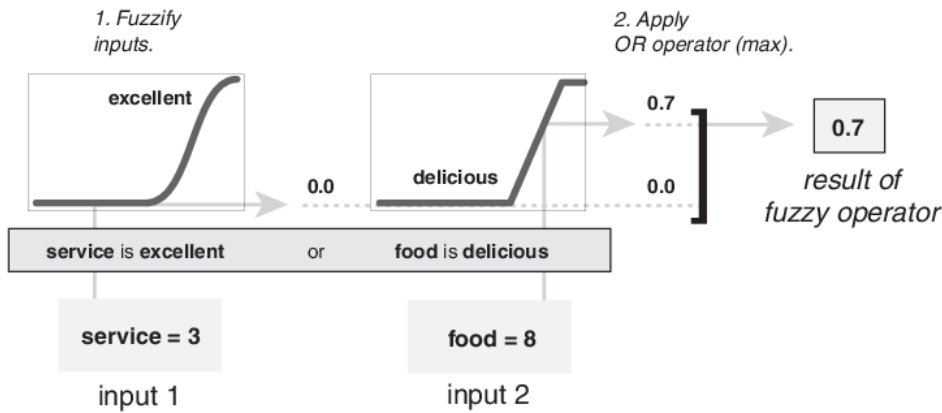 1. Fuzzify
inputs.
2. Apply
OR operator (max).
excellent
delicious
0.0
0.7
0.0
0.7
result of
fuzzy operator
service is excellent or food is delicious
service = 3
food = 8
input 1
input 2